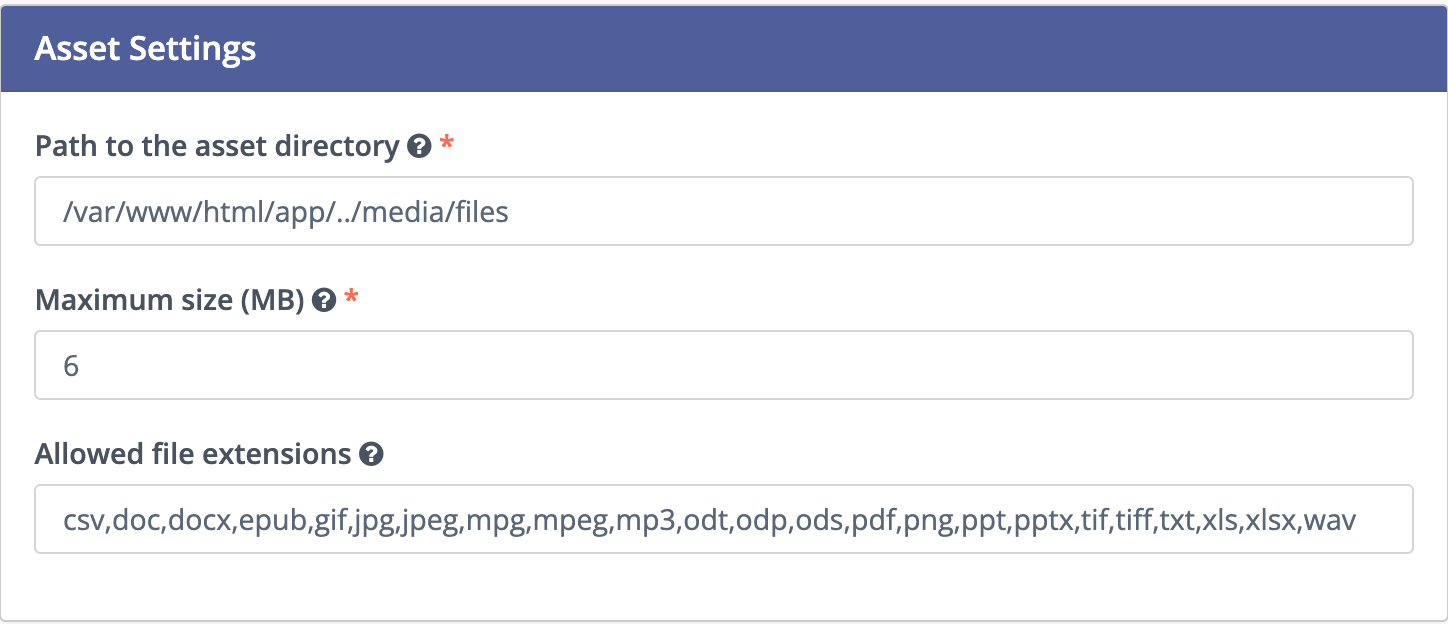 Asset Settings
Path to the asset directory ? *
/var/www/html/app/../media/files
Maximum size (MB) ? *
6
Allowed file extensions ?
csv,doc,docx,epub,gif,jpg,jpeg,mpg,mpeg,mp3,odt,odp,ods,pdf,png,ppt,pptx,tif,tiff,txt,xls,xlsx,wav